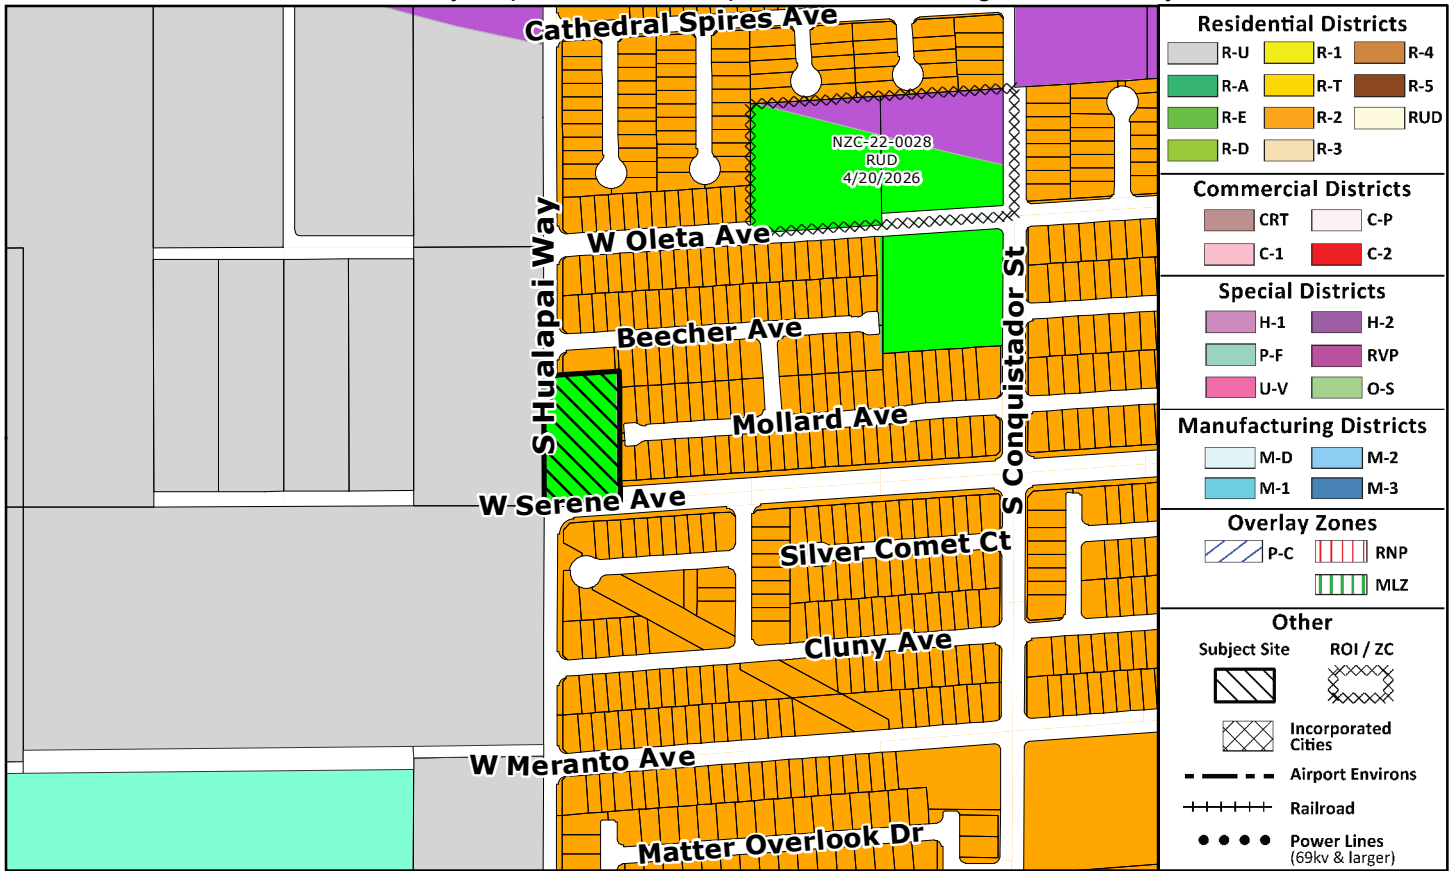 Cathedral Spires Ave
NZC-22-0028
RUD
4/20/2026
S Hualapai Way
W Oleta Ave
Beecher Ave
S Conquistador St
Mollard Ave
W Serene Ave
Silver Comet Ct
Cluny Ave
W Meranto Ave
Matter Overlook Dr
Residential Districts
R-U R-1 R-4
R-A R-T R-5
R-E R-2 RUD
R-D R-3
Commercial Districts
CRT C-P
C-1 C-2
Special Districts
H-1 H-2
P-F RVP
U-V O-S
Manufacturing Districts
M-D M-2
M-1 M-3
Overlay Zones
P-C RNP
MLZ
Other
Subject Site ROI / ZC
Incorporated
Cities
Airport Environs
Railroad
Power Lines
(69kv & larger)